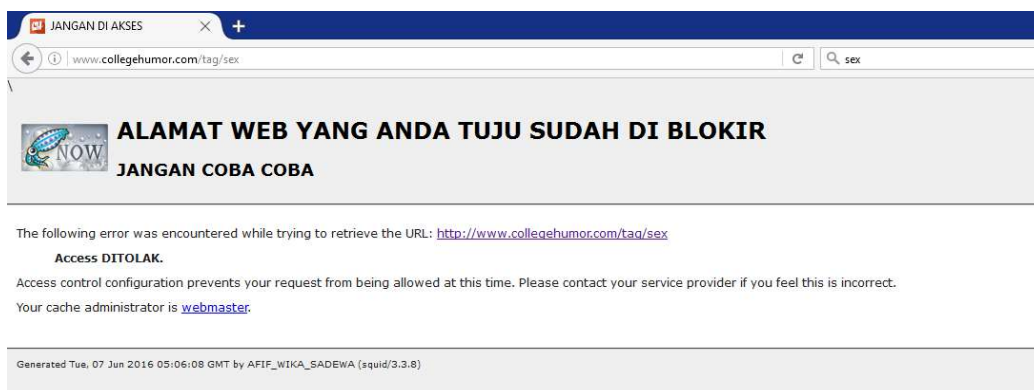 JANGAN DI AKSES
www.collegehumor.com/tag/sex
sex
\
NOW
ALAMAT WEB YANG ANDA TUJU SUDAH DI BLOKIR
JANGAN COBA COBA
The following error was encountered while trying to retrieve the URL: http://www.collegehumor.com/tag/sex
Access DITOLAK.
Access control configuration prevents your request from being allowed at this time. Please contact your service provider if you feel this is incorrect.
Your cache administrator is webmaster.
Generated Tue, 07 Jun 2016 05:06:08 GMT by AFIF_WIKA_SADEWA (squid/3.3.8)